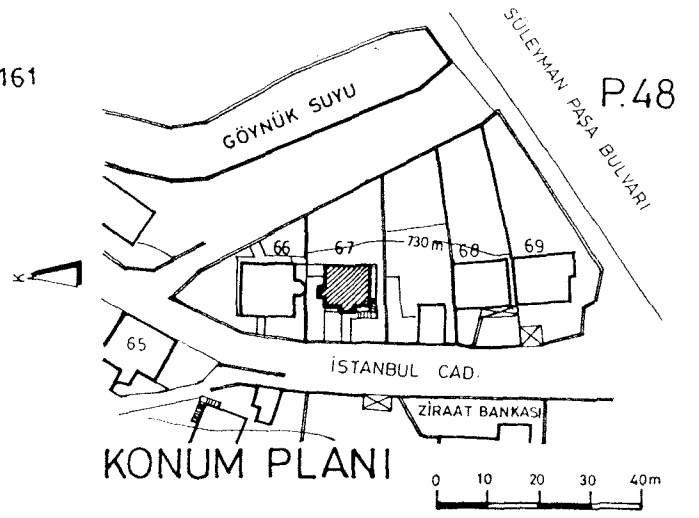 161
SÜLEYMAN PAŞA BULVARI
P.48
GÖYNÜK SUYU
66
67
730 m
68
69
K
65
İSTANBUL CAD.
ZİRAAT BANKASI
KONUM PLANI
0 10 20 30 40m